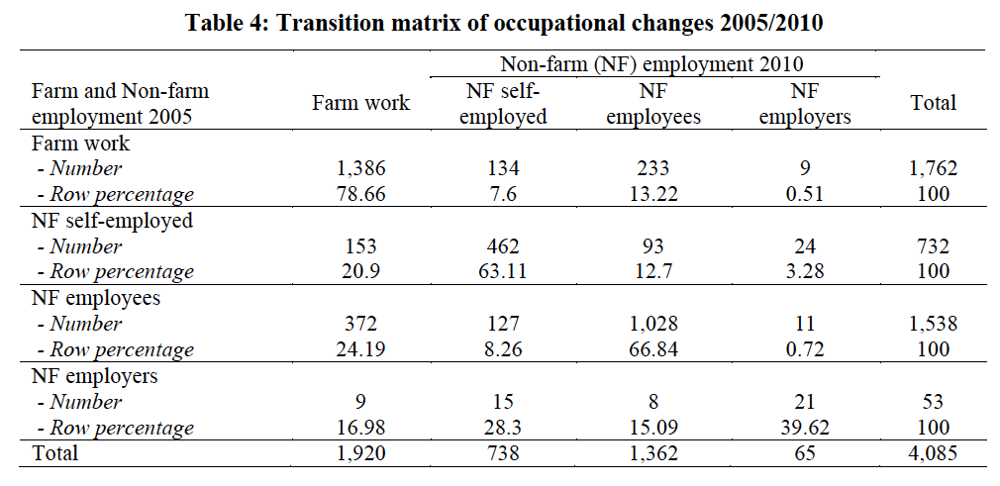 Table 4: Transition matrix of occupational changes 2005/2010
Non-farm (NF) employment 2010
Farm and Non-farm employment 2005 Farm work NF self-employed NF employees NF employers Total
Farm work
- Number 1,386 134 233 9 1,762
- Row percentage 78.66 7.6 13.22 0.51 100
NF self-employed
- Number 153 462 93 24 732
- Row percentage 20.9 63.11 12.7 3.28 100
NF employees
- Number 372 127 1,028 11 1,538
- Row percentage 24.19 8.26 66.84 0.72 100
NF employers
- Number 9 15 8 21 53
- Row percentage 16.98 28.3 15.09 39.62 100
Total 1,920 738 1,362 65 4,085